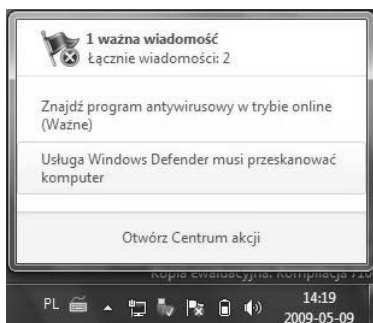 1 ważna wiadomość
Łącznie wiadomości: 2
Znajdź program antywirusowy w trybie online
(Ważne)
Usługa Windows Defender musi przeskanować
komputer
Otwórz Centrum akcji
Kopia ewaluacyjna. Kompilacja 710
PL
14:19
2009-05-09